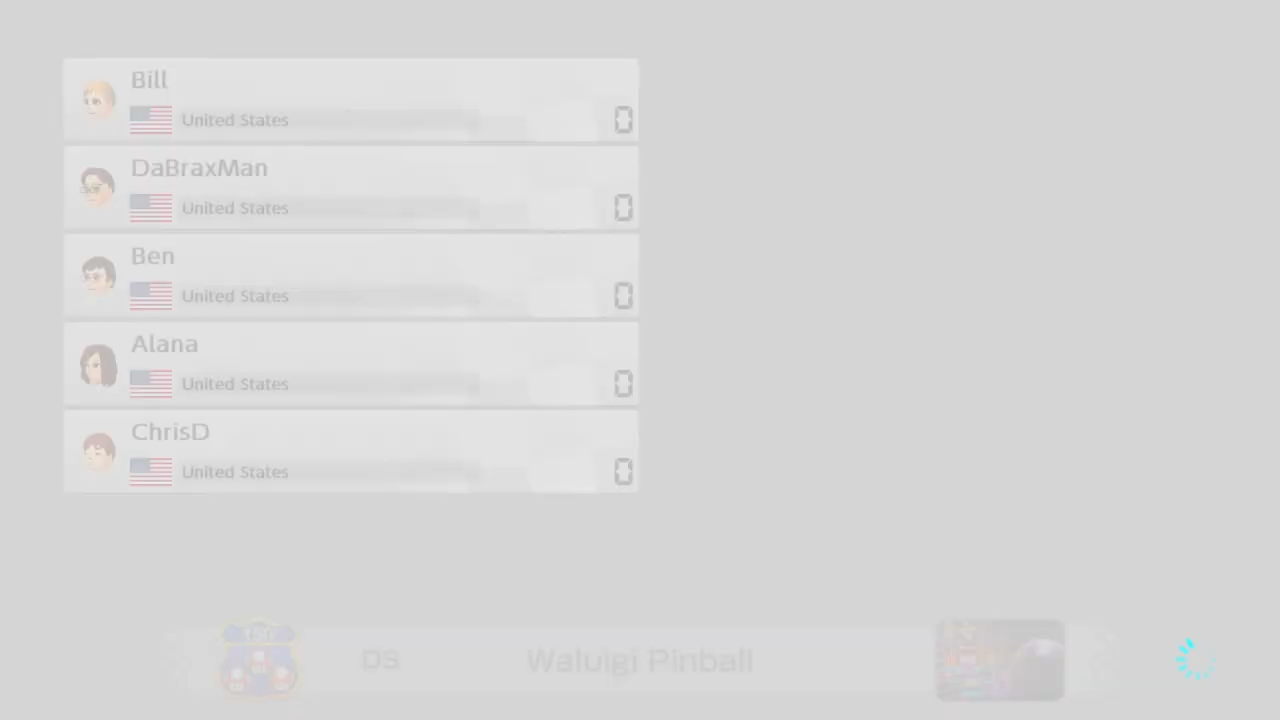 Bill
United States 0
DaBraxMan
United States 0
Ben
United States 0
Alana
United States 0
ChrisD
United States 0
1ST
DS Waluigi Pinball